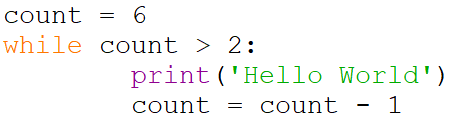 count = 6
while count > 2:
        print('Hello World')
        count = count - 1